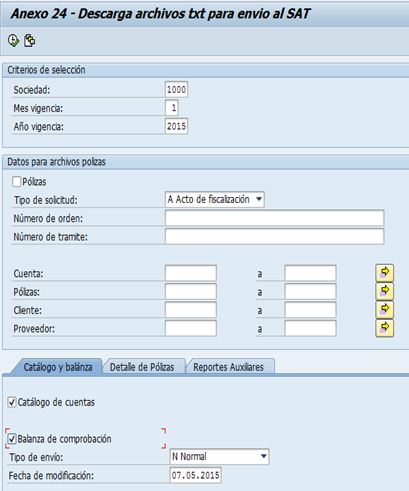 Anexo 24 - Descarga archivos txt para envio al SAT
Criterios de selección
Sociedad: 1000
Mes vigencia: 1
Año vigencia: 2015
Datos para archivos polizas
Pólizas
Tipo de solicitud: A Acto de fiscalización
Número de orden:
Número de tramite:
Cuenta: a
Pólizas: a
Cliente: a
Proveedor: a
Catálogo y balánza Detalle de Pólizas Reportes Auxiliares
Catálogo de cuentas
Balanza de comprobación
Tipo de envío: N Normal
Fecha de modificación: 07.05.2015